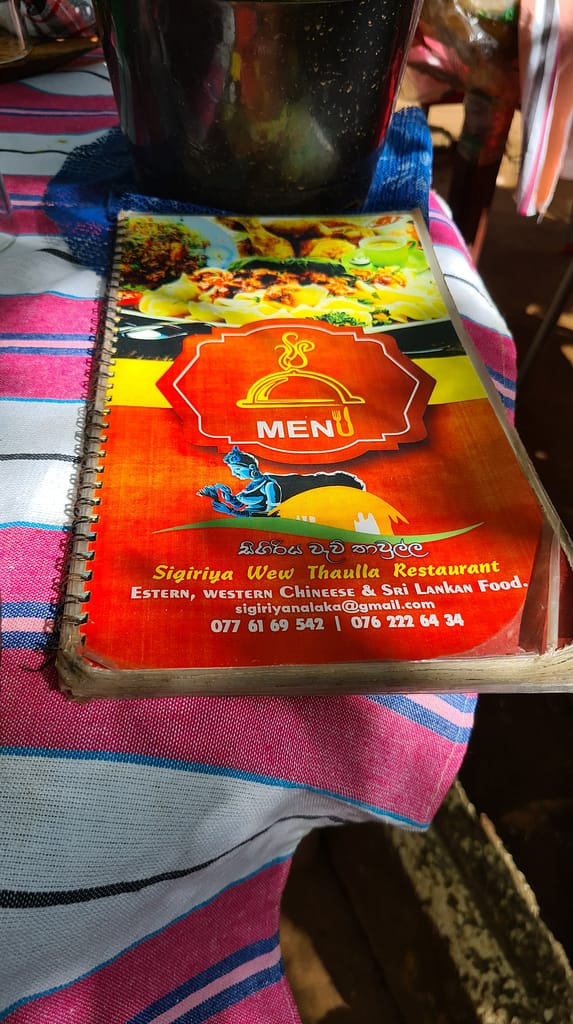 MENU
සීගිරිය වැව් තාවුල්ල
Sigiriya Wew Thaulla Restaurant
Estern, western Chineese & Sri Lankan Food.
sigiriyanalaka@gmail.com
077 61 69 542 | 076 222 64 34